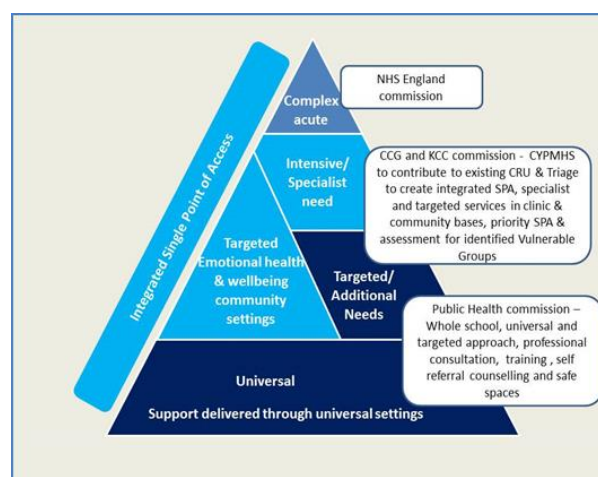 Integrated Single Point of Access
Complex
acute
NHS England
commission
Intensive/
Specialist
need
CCG and KCC commission - CYPMHS
to contribute to existing CRU & Triage
to create integrated SPA, specialist
and targeted services in clinic &
community bases, priority SPA &
assessment for identified Vulnerable
Groups
Targeted
Emotional health
& wellbeing
community
settings
Targeted/
Additional
Needs
Public Health commission –
Whole school, universal and
targeted approach, professional
consultation, training , self
referral counselling and safe
spaces
Universal
Support delivered through universal settings